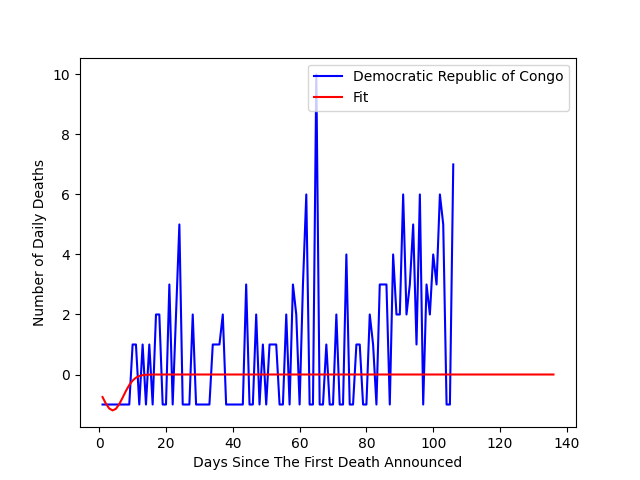 Democratic Republic of Congo
Fit
Number of Daily Deaths
10
8
6
4
2
0
0 20 40 60 80 100 120 140
Days Since The First Death Announced